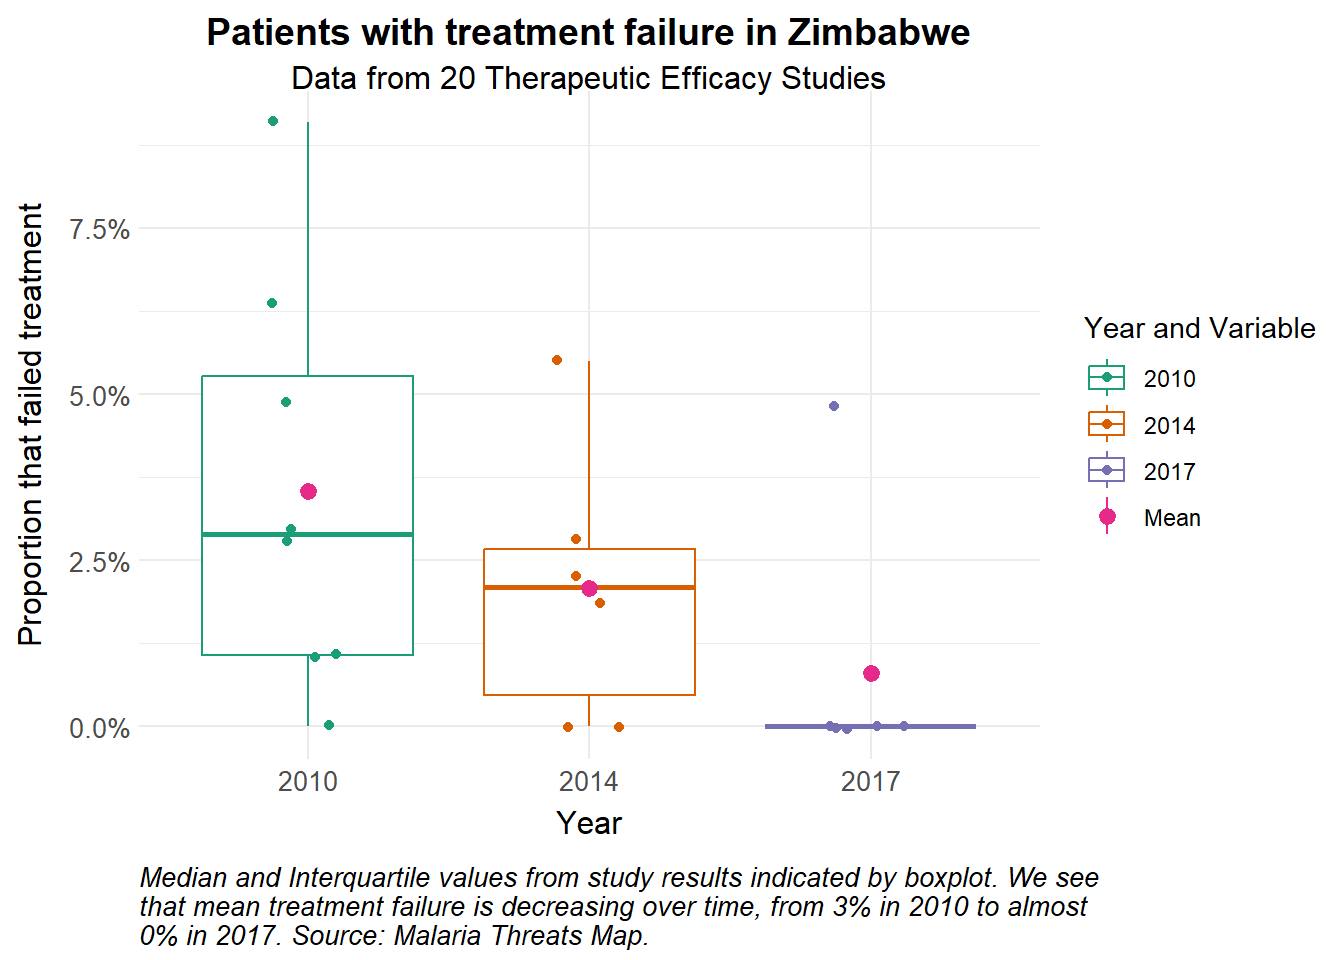 Patients with treatment failure in Zimbabwe
Data from 20 Therapeutic Efficacy Studies
Proportion that failed treatment
7.5%
5.0%
2.5%
0.0%
2010
2014
2017
Year
Year and Variable
2010
2014
2017
Mean
Median and Interquartile values from study results indicated by boxplot. We see
that mean treatment failure is decreasing over time, from 3% in 2010 to almost
0% in 2017. Source: Malaria Threats Map.